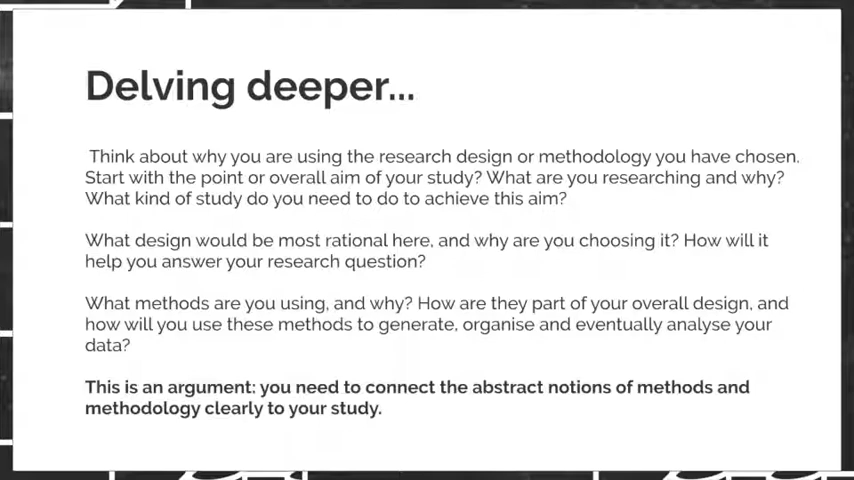 Delving deeper...
Think about why you are using the research design or methodology you have chosen.
Start with the point or overall aim of your study? What are you researching and why?
What kind of study do you need to do to achieve this aim?
What design would be most rational here, and why are you choosing it? How will it
help you answer your research question?
What methods are you using, and why? How are they part of your overall design, and
how will you use these methods to generate, organise and eventually analyse your
data?
This is an argument: you need to connect the abstract notions of methods and
methodology clearly to your study.